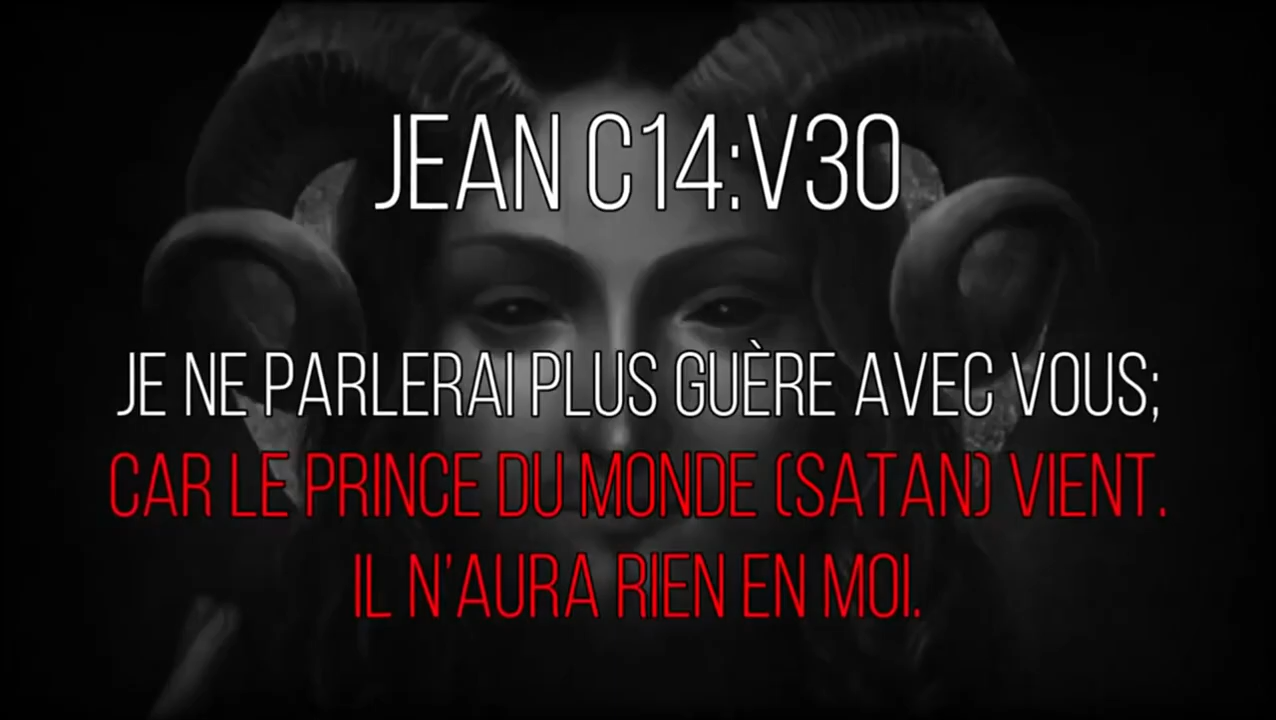 JEAN C14:V30
JE NE PARLERAI PLUS GUÈRE AVEC VOUS;
CAR LE PRINCE DU MONDE (SATAN) VIENT.
IL N'AURA RIEN EN MOI.